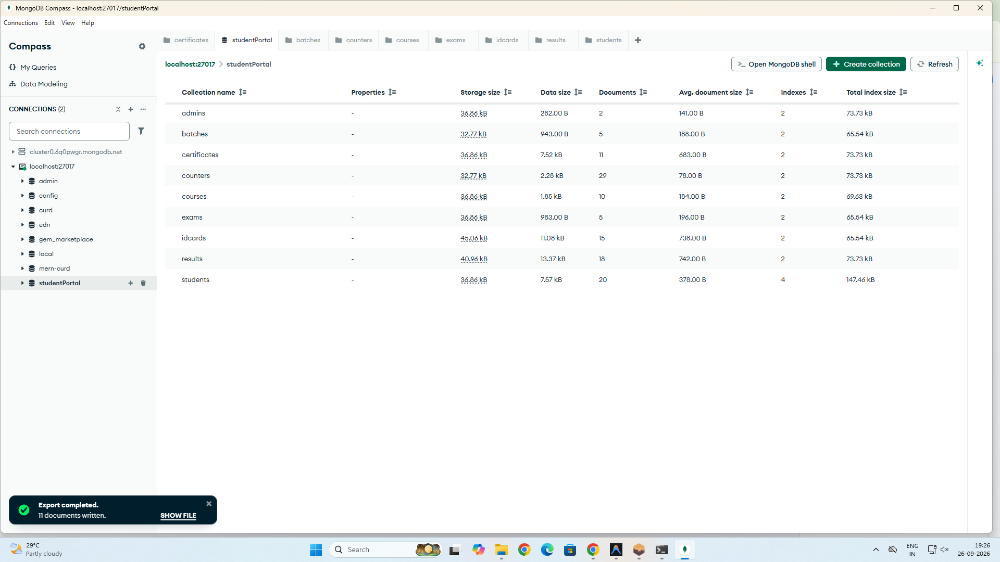 MongoDB Compass - localhost:27017/studentPortal
Connections Edit View Help
Compass
certificates studentPortal batches counters courses exams idcards results students
My Queries
Data Modeling
localhost:27017 studentPortal
Open MongoDB shell Create collection Refresh
CONNECTIONS (2)
Search connections
cluster0.6q0pwgr.mongodb.net
localhost:27017
admin
config
curd
edn
gem_marketplace
local
mern-curd
studentPortal
Collection name Properties Storage size Data size Documents Avg. document size Indexes Total index size
admins - 36.86 kB 282.00 B 2 141.00 B 2 73.73 kB
batches - 32.77 kB 943.00 B 5 188.00 B 2 65.54 kB
certificates - 36.86 kB 7.52 kB 11 683.00 B 2 73.73 kB
counters - 32.77 kB 2.28 kB 29 78.00 B 2 73.73 kB
courses - 36.86 kB 1.85 kB 10 184.00 B 2 69.63 kB
exams - 36.86 kB 983.00 B 5 196.00 B 2 65.54 kB
idcards - 45.06 kB 11.08 kB 15 738.00 B 2 65.54 kB
results - 40.96 kB 13.37 kB 18 742.00 B 2 73.73 kB
students - 36.86 kB 7.57 kB 20 378.00 B 4 147.46 kB
Export completed.
11 documents written. SHOW FILE
29°C
Partly cloudy
Search
ENG
IN
19:26
26-09-2026